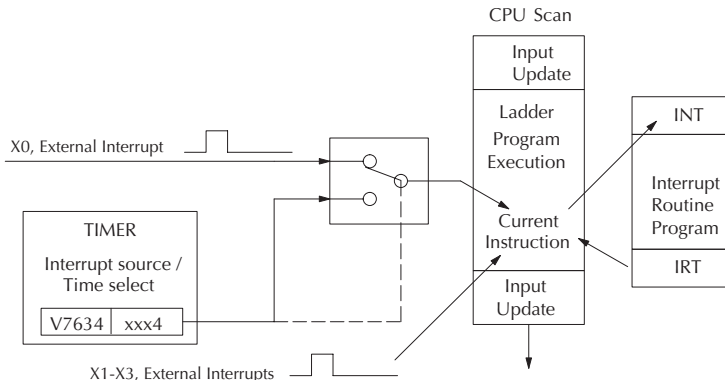 CPU Scan
Input
Update
Ladder
Program
Execution
Current
Instruction
Input
Update
INT
Interrupt
Routine
Program
IRT
X0, External Interrupt
TIMER
Interrupt source /
Time select
V7634 xxx4
X1-X3, External Interrupts